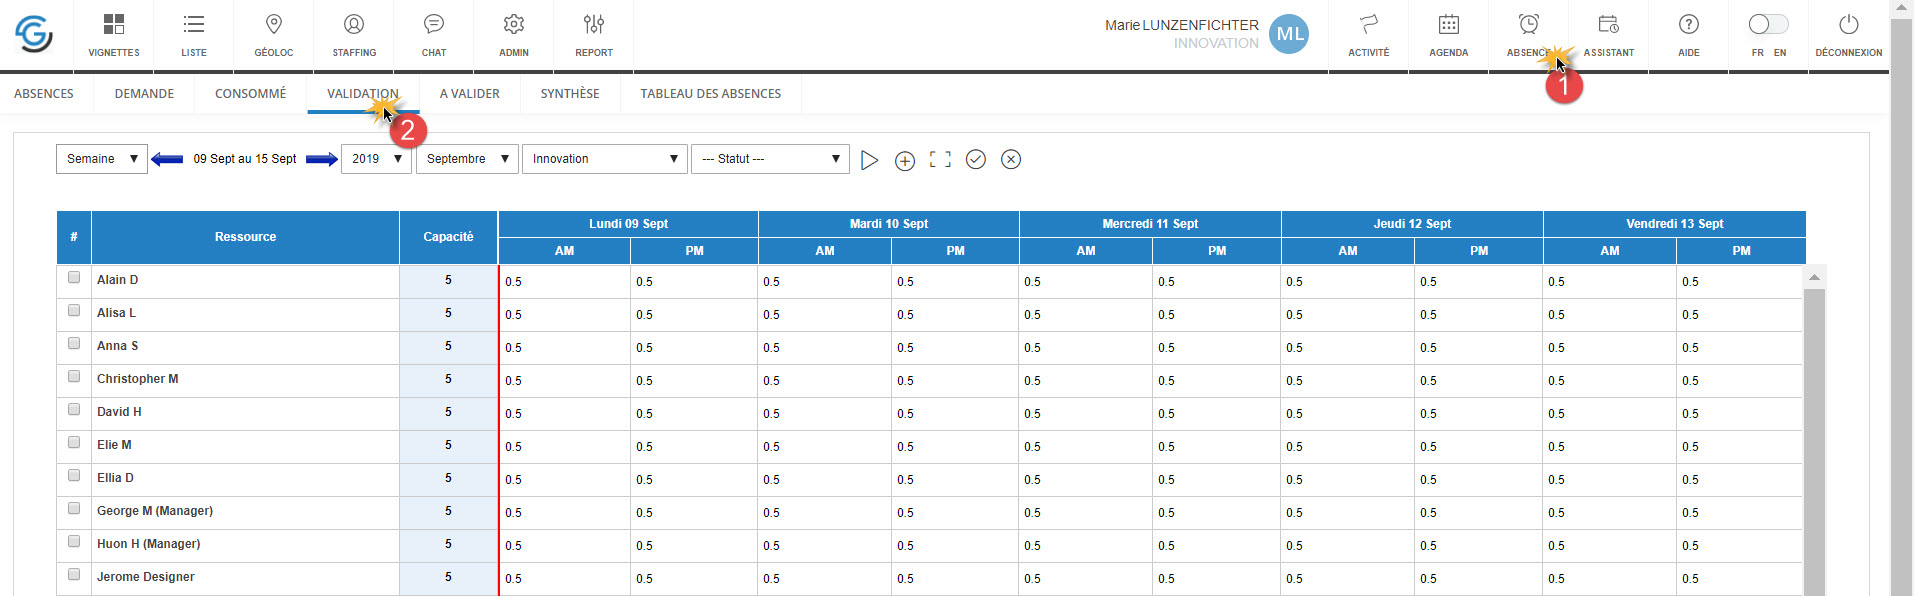 VIGNETTES LISTE GÉOLOC STAFFING CHAT ADMIN REPORT Marie LUNZENFICHTER INNOVATION ML ACTIVITÉ AGENDA ABSENCE ASSISTANT AIDE FR EN DÉCONNEXION
1
ABSENCES DEMANDE CONSOMMÉ VALIDATION A VALIDER SYNTHÈSE TABLEAU DES ABSENCES
2
Semaine 09 Sept au 15 Sept 2019 Septembre Innovation --- Statut ---
# Ressource Capacité Lundi 09 Sept Mardi 10 Sept Mercredi 11 Sept Jeudi 12 Sept Vendredi 13 Sept
AM PM AM PM AM PM AM PM AM PM
Alain D 5 0.5 0.5 0.5 0.5 0.5 0.5 0.5 0.5 0.5 0.5
Alisa L 5 0.5 0.5 0.5 0.5 0.5 0.5 0.5 0.5 0.5 0.5
Anna S 5 0.5 0.5 0.5 0.5 0.5 0.5 0.5 0.5 0.5 0.5
Christopher M 5 0.5 0.5 0.5 0.5 0.5 0.5 0.5 0.5 0.5 0.5
David H 5 0.5 0.5 0.5 0.5 0.5 0.5 0.5 0.5 0.5 0.5
Elie M 5 0.5 0.5 0.5 0.5 0.5 0.5 0.5 0.5 0.5 0.5
Ellia D 5 0.5 0.5 0.5 0.5 0.5 0.5 0.5 0.5 0.5 0.5
George M (Manager) 5 0.5 0.5 0.5 0.5 0.5 0.5 0.5 0.5 0.5 0.5
Huon H (Manager) 5 0.5 0.5 0.5 0.5 0.5 0.5 0.5 0.5 0.5 0.5
Jerome Designer 5 0.5 0.5 0.5 0.5 0.5 0.5 0.5 0.5 0.5 0.5